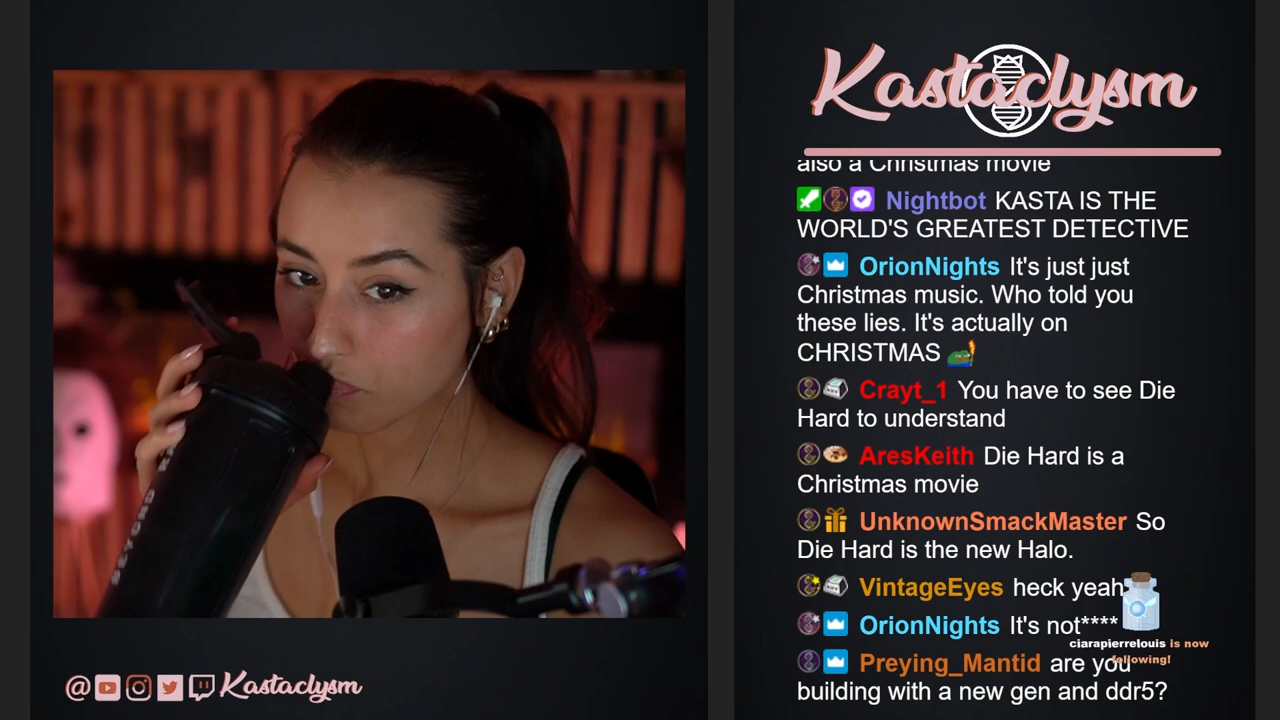 Kastaclysm
also a Christmas movie
Nightbot KASTA IS THE
WORLD'S GREATEST DETECTIVE
OrionNights It's just just
Christmas music. Who told you
these lies. It's actually on
CHRISTMAS
Crayt_1 You have to see Die
Hard to understand
AresKeith Die Hard is a
Christmas movie
UnknownSmackMaster So
Die Hard is the new Halo.
VintageEyes heck yeah
OrionNights It's not****
ciarapierrelouis is now
following!
Preying_Mantid are you
building with a new gen and ddr5?
@ Kastaclysm